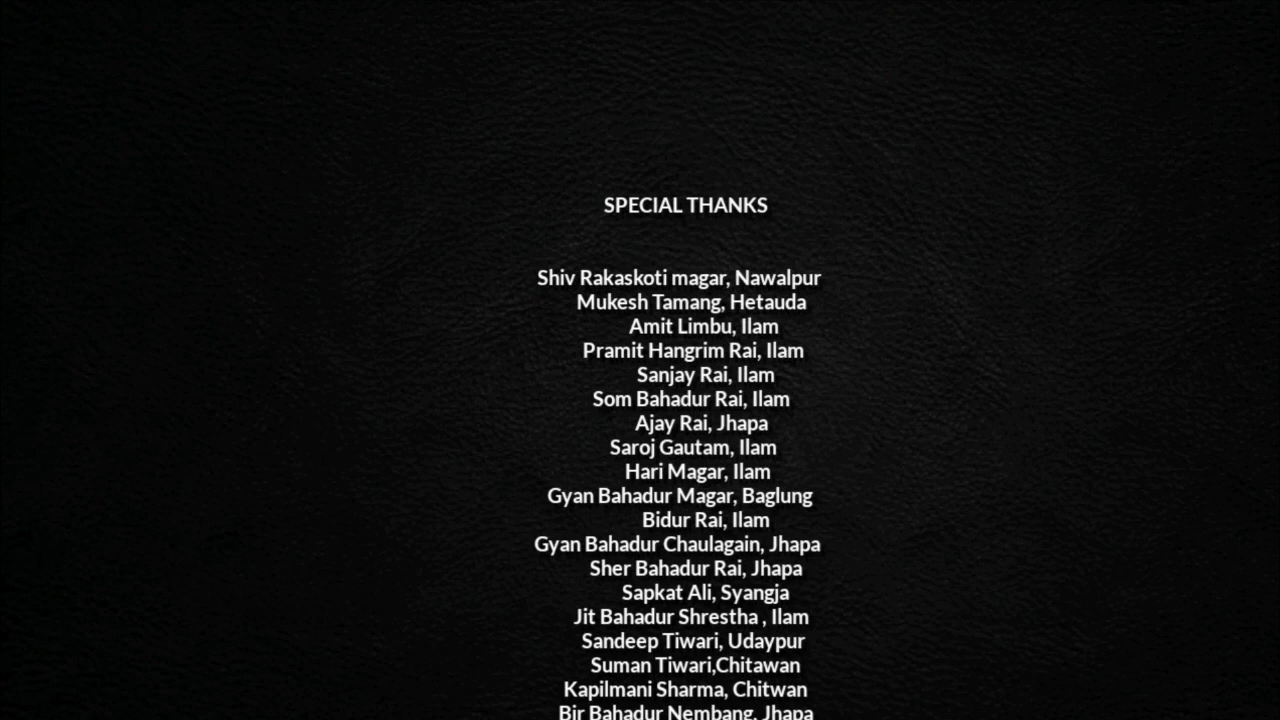 SPECIAL THANKS
Shiv Rakaskoti magar, Nawalpur
Mukesh Tamang, Hetauda
Amit Limbu, Ilam
Pramit Hangrim Rai, Ilam
Sanjay Rai, Ilam
Som Bahadur Rai, Ilam
Ajay Rai, Jhapa
Saroj Gautam, Ilam
Hari Magar, Ilam
Gyan Bahadur Magar, Baglung
Bidur Rai, Ilam
Gyan Bahadur Chaulagain, Jhapa
Sher Bahadur Rai, Jhapa
Sapkat Ali, Syangja
Jit Bahadur Shrestha , Ilam
Sandeep Tiwari, Udaypur
Suman Tiwari,Chitawan
Kapilmani Sharma, Chitwan
Bir Bahadur Nembang, Jhapa